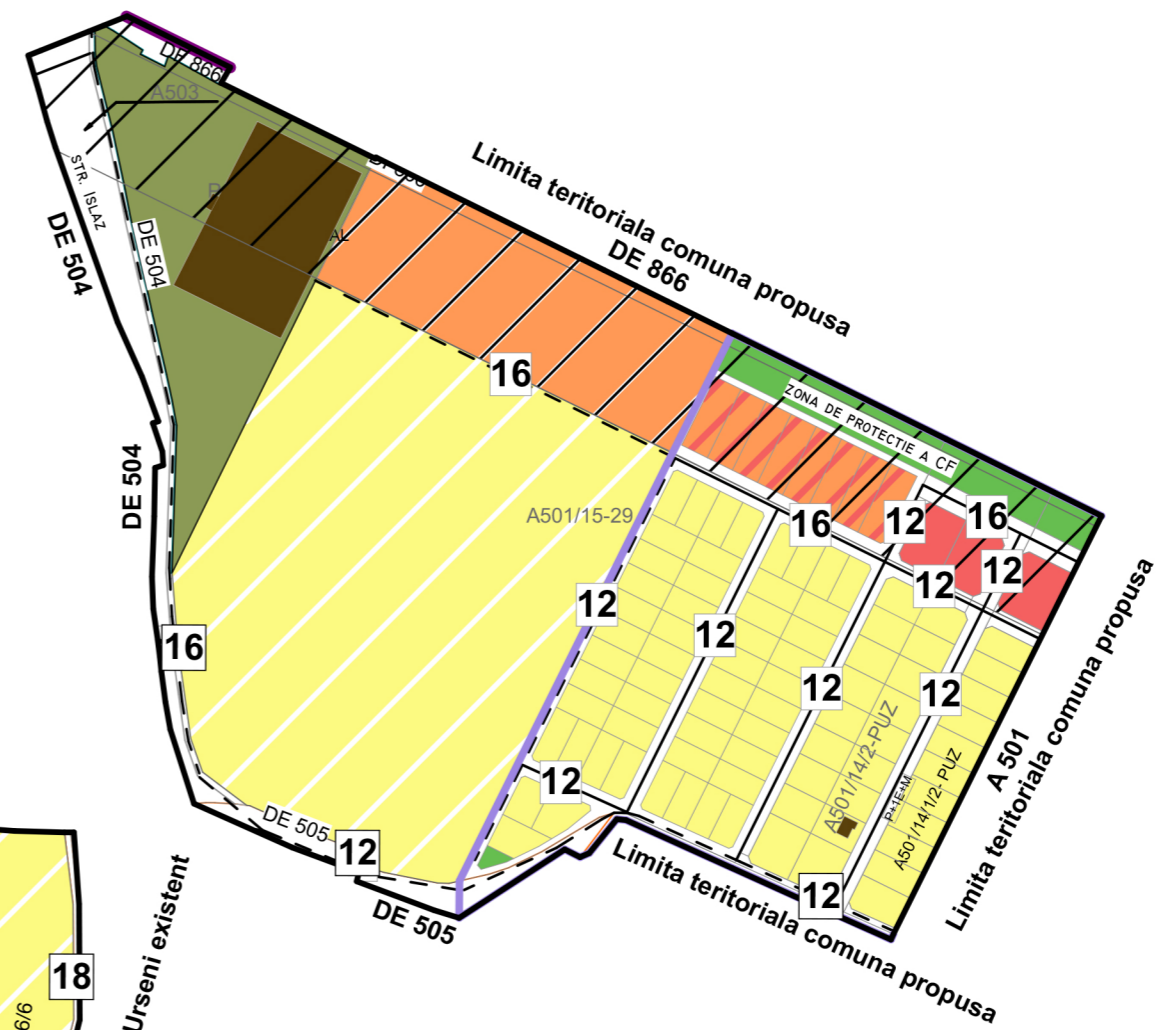 DE 866
A503
STR. ISLAZ
DE 504
DE 504
Limita teritoriala comuna propusa
DE 866
16
ZONA DE PROTECTIE A CF
DE 504
A501/15-29
16
12
16
12
12
12
12
12
12
16
12
A501/14/2-PUZ
P+1E+M
A501/14/1/2- PUZ
A 501
Limita teritoriala comuna propusa
12
DE 505
12
12
DE 505
Limita teritoriala comuna propusa
18
6/6
Urseni existent